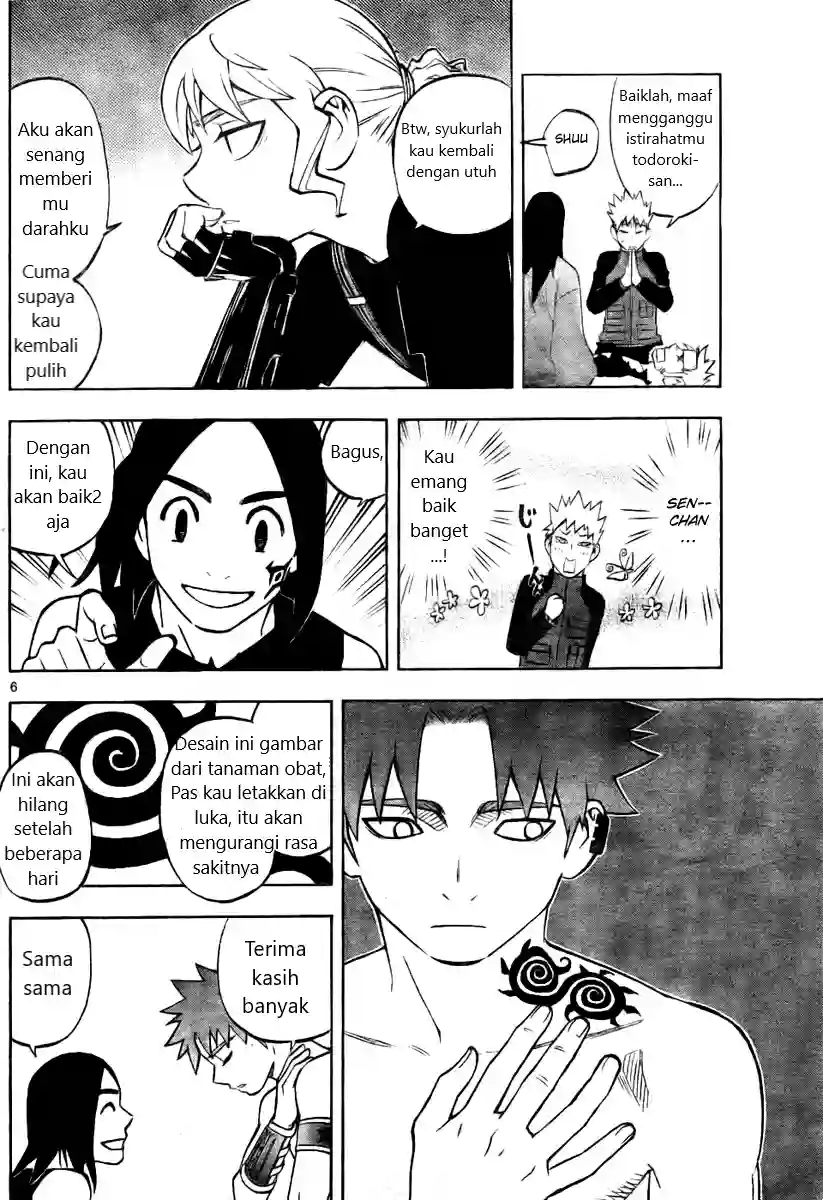 Baiklah, maaf
mengganggu
istirahatmu
todoroki-
san...
SHUU
Btw, syukurlah
kau kembali
dengan utuh
Aku akan
senang
memberi
mu
darahku
Cuma
supaya
kau
kembali
pulih
SEN--
CHAN
...
Kau
emang
baik
banget
...!
じーん
Bagus,
Dengan
ini, kau
akan baik2
aja
6
Desain ini gambar
dari tanaman obat,
Pas kau letakkan di
luka, itu akan
mengurangi rasa
sakitnya
Ini akan
hilang
setelah
beberapa
hari
Terima
kasih
banyak
Sama
sama